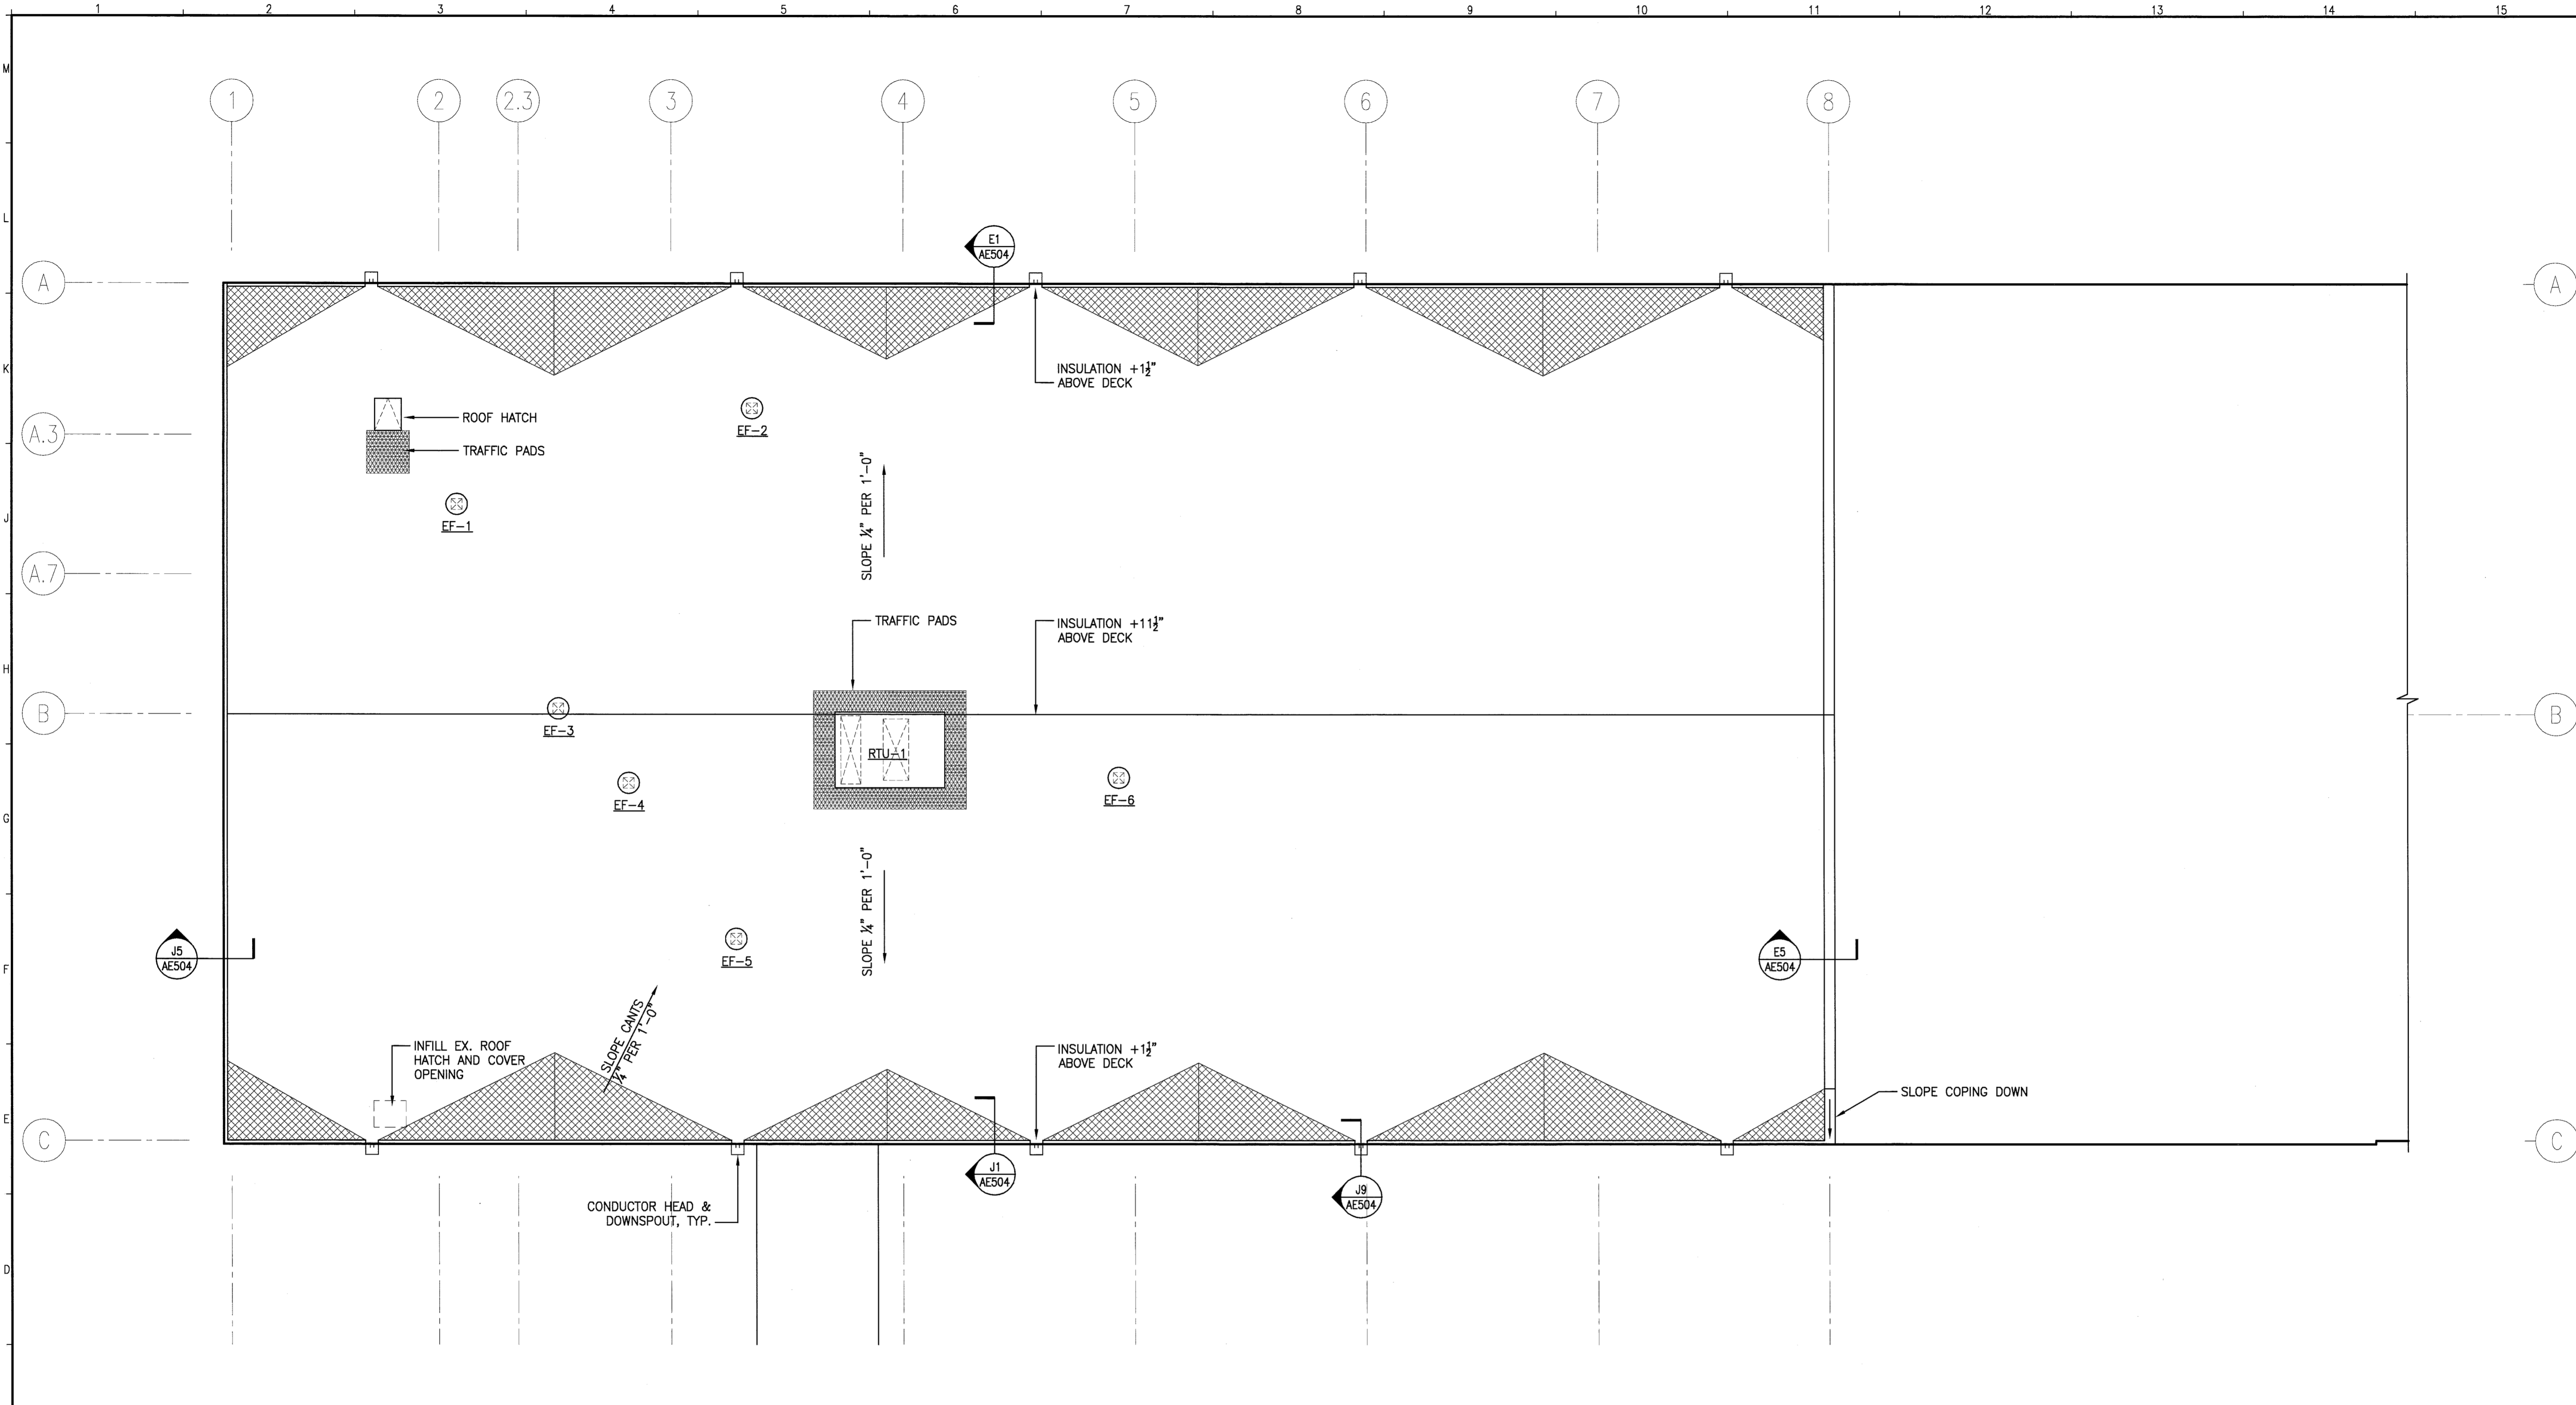 1 2 3 4 5 6 7 8 9 10 11 12 13 14 15
M
1 2 2.3 3 4 5 6 7 8
L
E1
AE504
A A
K
INSULATION +1½"
ABOVE DECK
ROOF HATCH
EF-2
A.3
TRAFFIC PADS
SLOPE ¼" PER 1'-0"
J
EF-1
A.7
TRAFFIC PADS
INSULATION +11½"
ABOVE DECK
H
B B
EF-3
RTU-1
EF-4
EF-6
G
SLOPE ¼" PER 1'-0"
J5
AE504
E5
AE504
F
EF-5
SLOPE CANTS
¼" PER 1'-0"
INFILL EX. ROOF
HATCH AND COVER
OPENING
INSULATION +1½"
ABOVE DECK
SLOPE COPING DOWN
E
C C
J1
AE504
J9
AE504
CONDUCTOR HEAD &
DOWNSPOUT, TYP.
D